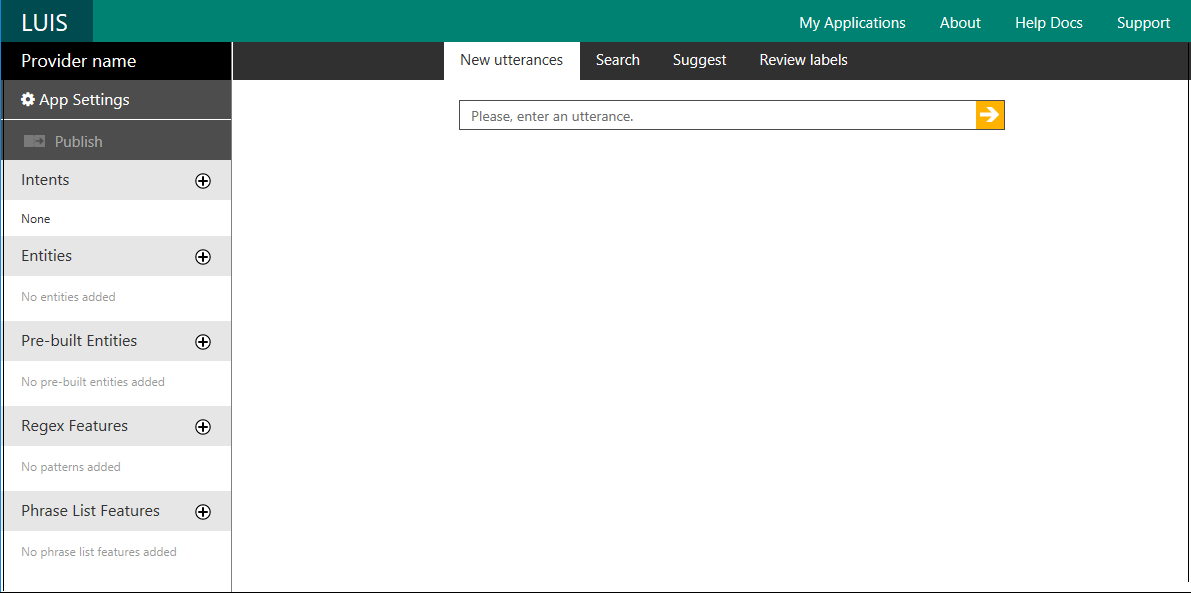 LUIS
My Applications About Help Docs Support
Provider name
New utterances Search Suggest Review labels
App Settings
Please, enter an utterance.
Publish
Intents
None
Entities
No entities added
Pre-built Entities
No pre-built entities added
Regex Features
No patterns added
Phrase List Features
No phrase list features added